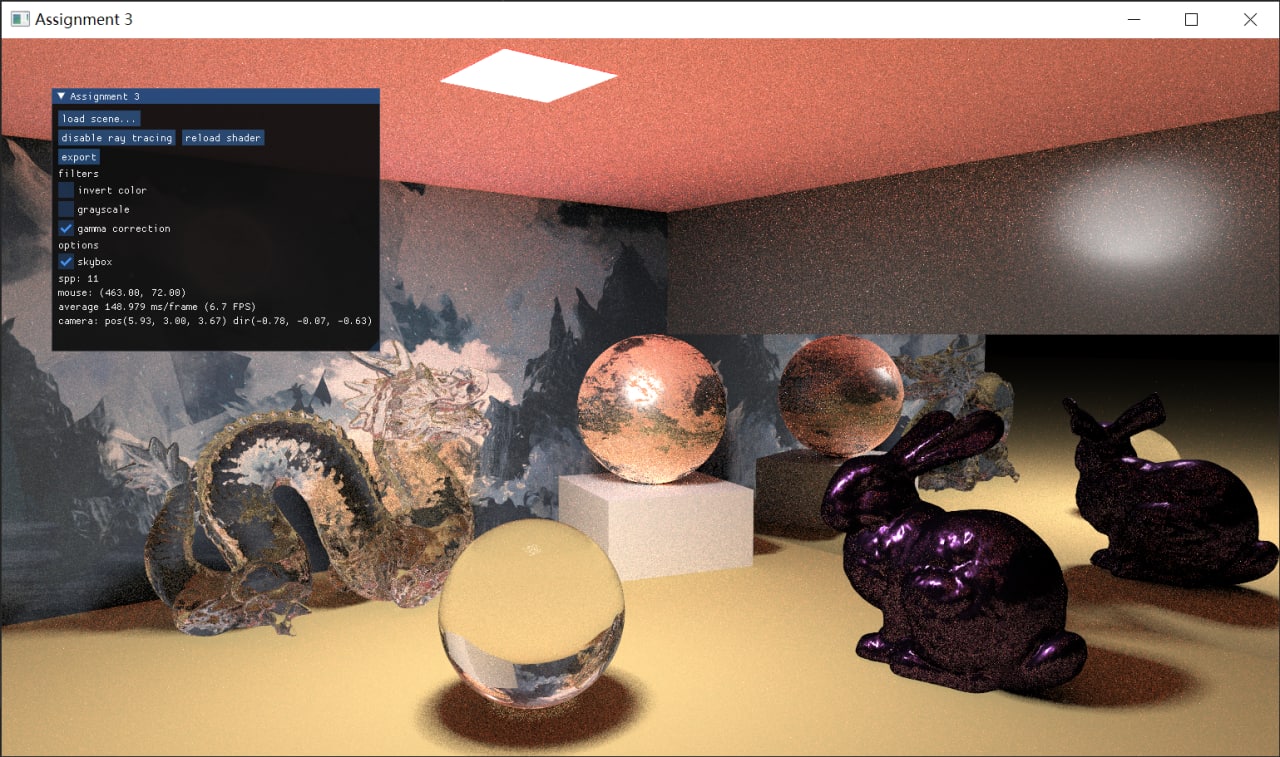 Assignment 3
Assignment 3
load scene...
disable ray tracing reload shader
export
filters
invert color
grayscale
gamma correction
options
skybox
spp: 11
mouse: (463.00, 72.00)
average 148.979 ms/frame (6.7 FPS)
camera: pos(5.93, 3.00, 3.67) dir(-0.78, -0.07, -0.63)